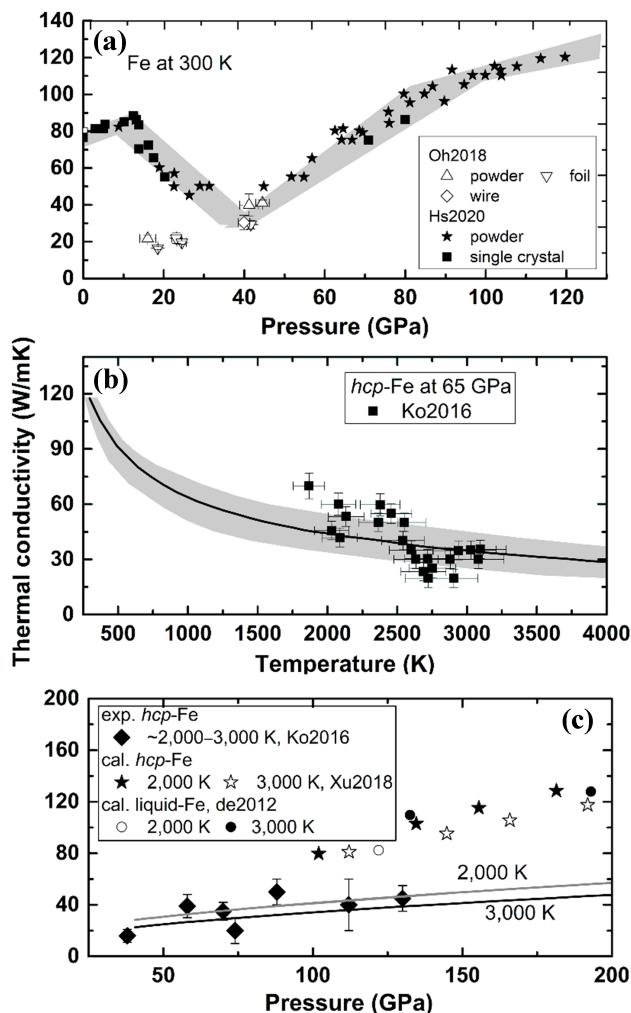 140
120
100
80
60
40
20
0
(a)
Fe at 300 K
Oh2018
powder
foil
wire
Hs2020
powder
single crystal
0 20 40 60 80 100 120
Pressure (GPa)
Thermal conductivity (W/mK)
120
90
60
30
0
(b)
hcp-Fe at 65 GPa
Ko2016
500 1000 1500 2000 2500 3000 3500 4000
Temperature (K)
200
160
120
80
40
0
(c)
exp. hcp-Fe
~2,000–3,000 K, Ko2016
cal. hcp-Fe
2,000 K 3,000 K, Xu2018
cal. liquid-Fe, de2012
2,000 K 3,000 K
2,000 K
3,000 K
50 100 150 200
Pressure (GPa)